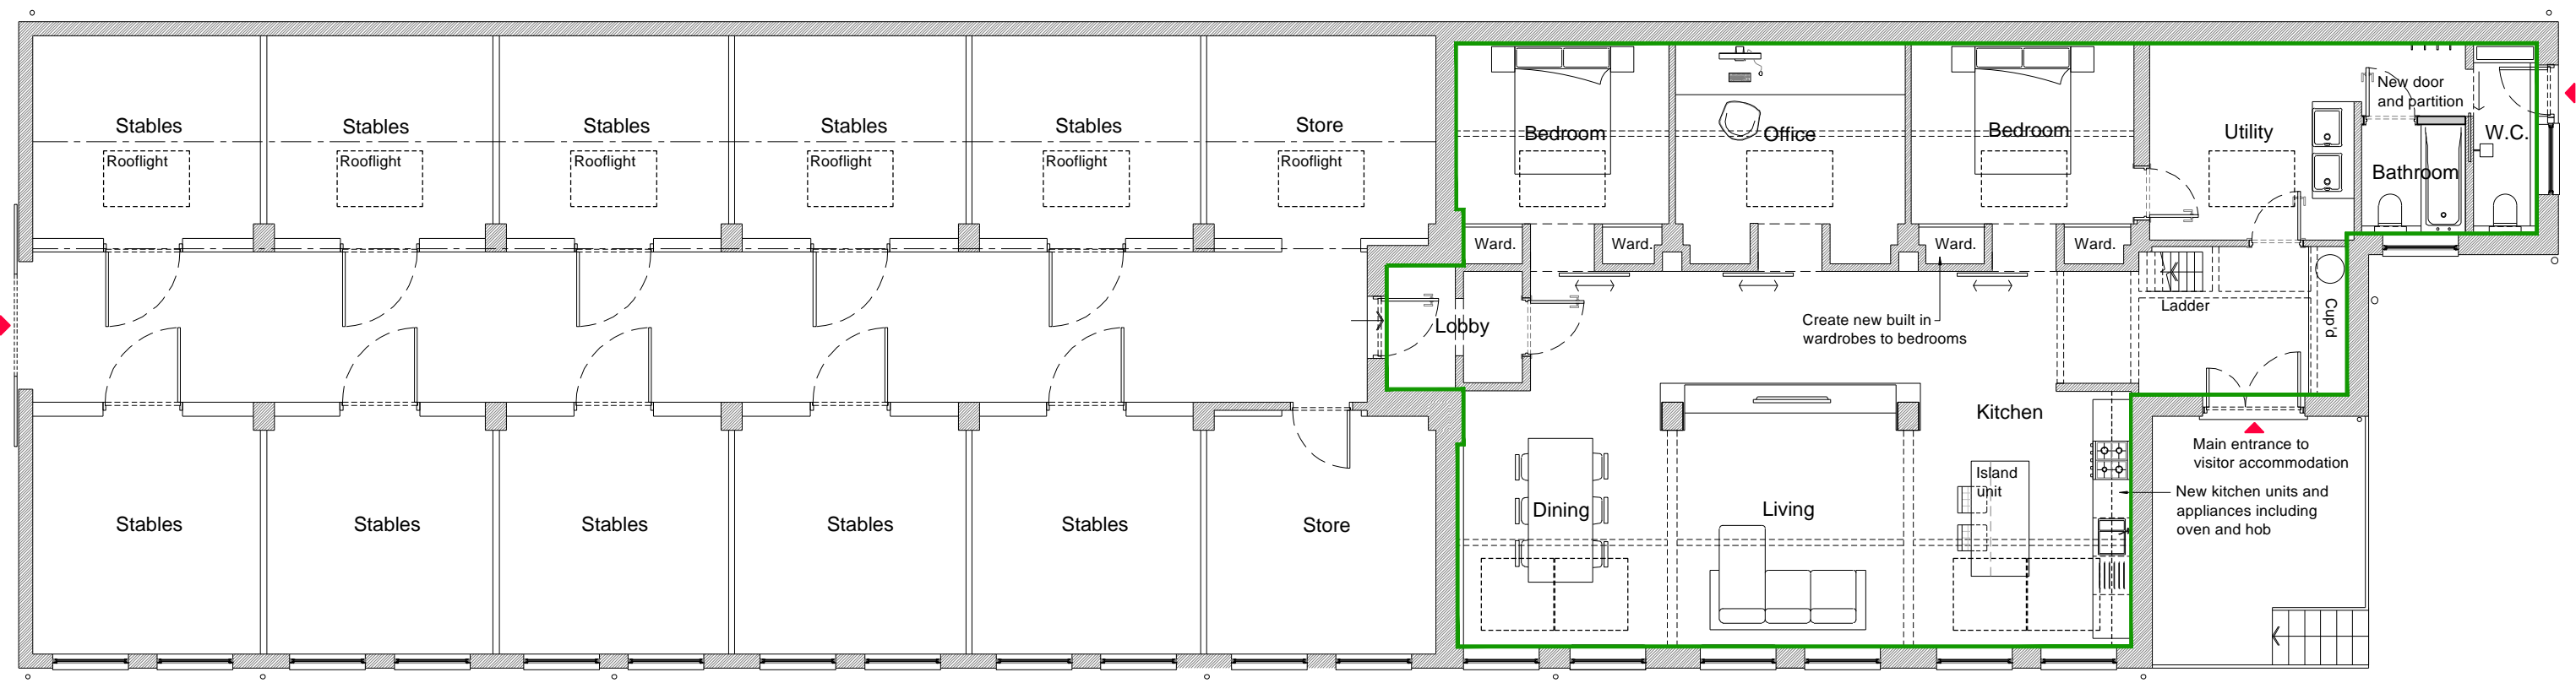 Stables
Stables
Stables
Stables
Stables
Store
Rooflight
Rooflight
Rooflight
Rooflight
Rooflight
Rooflight
Bedroom
Office
Bedroom
Utility
New door
and partition
W.C.
Bathroom
Ward.
Ward.
Ward.
Ward.
Lobby
Create new built in
wardrobes to bedrooms
Ladder
Cup'd
Kitchen
Main entrance to
visitor accommodation
New kitchen units and
appliances including
oven and hob
Island
unit
Dining
Living
Stables
Stables
Stables
Stables
Stables
Store